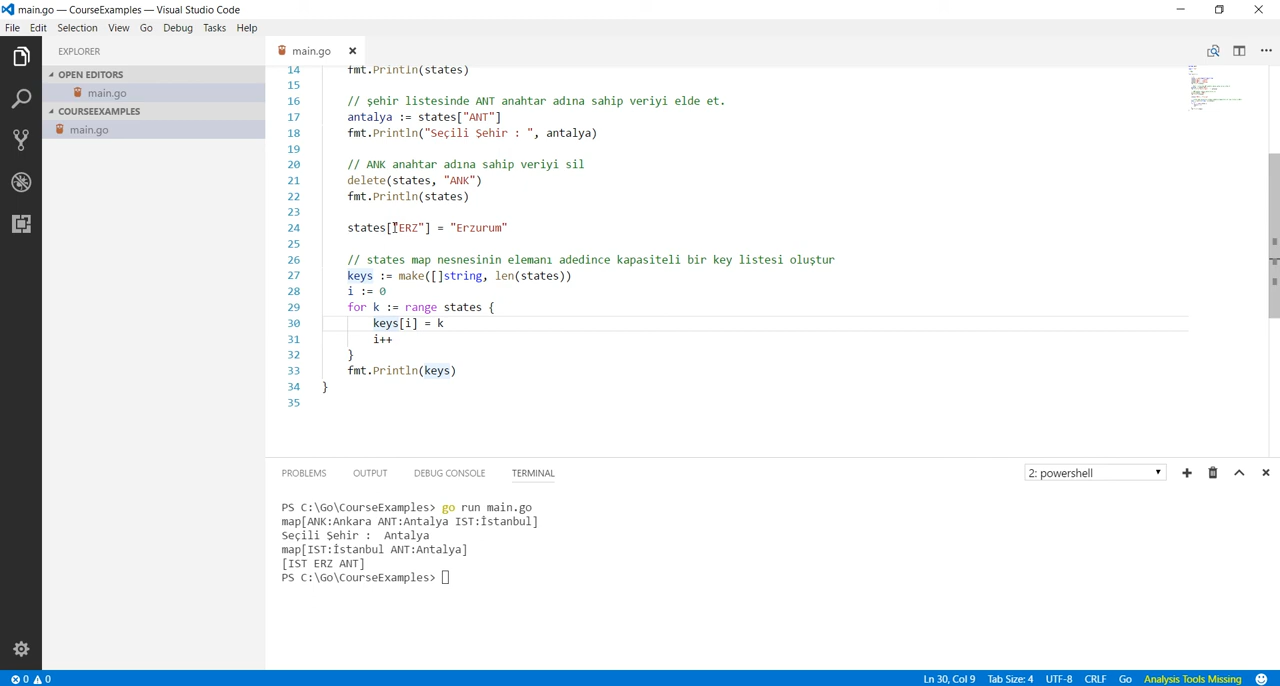 main.go — CourseExamples — Visual Studio Code
File Edit Selection View Go Debug Tasks Help
EXPLORER
OPEN EDITORS
main.go
COURSEEXAMPLES
main.go
main.go
14 fmt.Println(states)
15
16 // şehir listesinde ANT anahtar adına sahip veriyi elde et.
17 antalya := states["ANT"]
18 fmt.Println("Seçili Şehir : ", antalya)
19
20 // ANK anahtar adına sahip veriyi sil
21 delete(states, "ANK")
22 fmt.Println(states)
23
24 states["ERZ"] = "Erzurum"
25
26 // states map nesnesinin elemanı adedince kapasiteli bir key listesi oluştur
27 keys := make([]string, len(states))
28 i := 0
29 for k := range states {
30 keys[i] = k
31 i++
32 }
33 fmt.Println(keys)
34 }
35
PROBLEMS OUTPUT DEBUG CONSOLE TERMINAL 2: powershell
PS C:\Go\CourseExamples> go run main.go
map[ANK:Ankara ANT:Antalya IST:İstanbul]
Seçili Şehir :  Antalya
map[IST:İstanbul ANT:Antalya]
[IST ERZ ANT]
PS C:\Go\CourseExamples>
0 0 Ln 30, Col 9 Tab Size: 4 UTF-8 CRLF Go Analysis Tools Missing